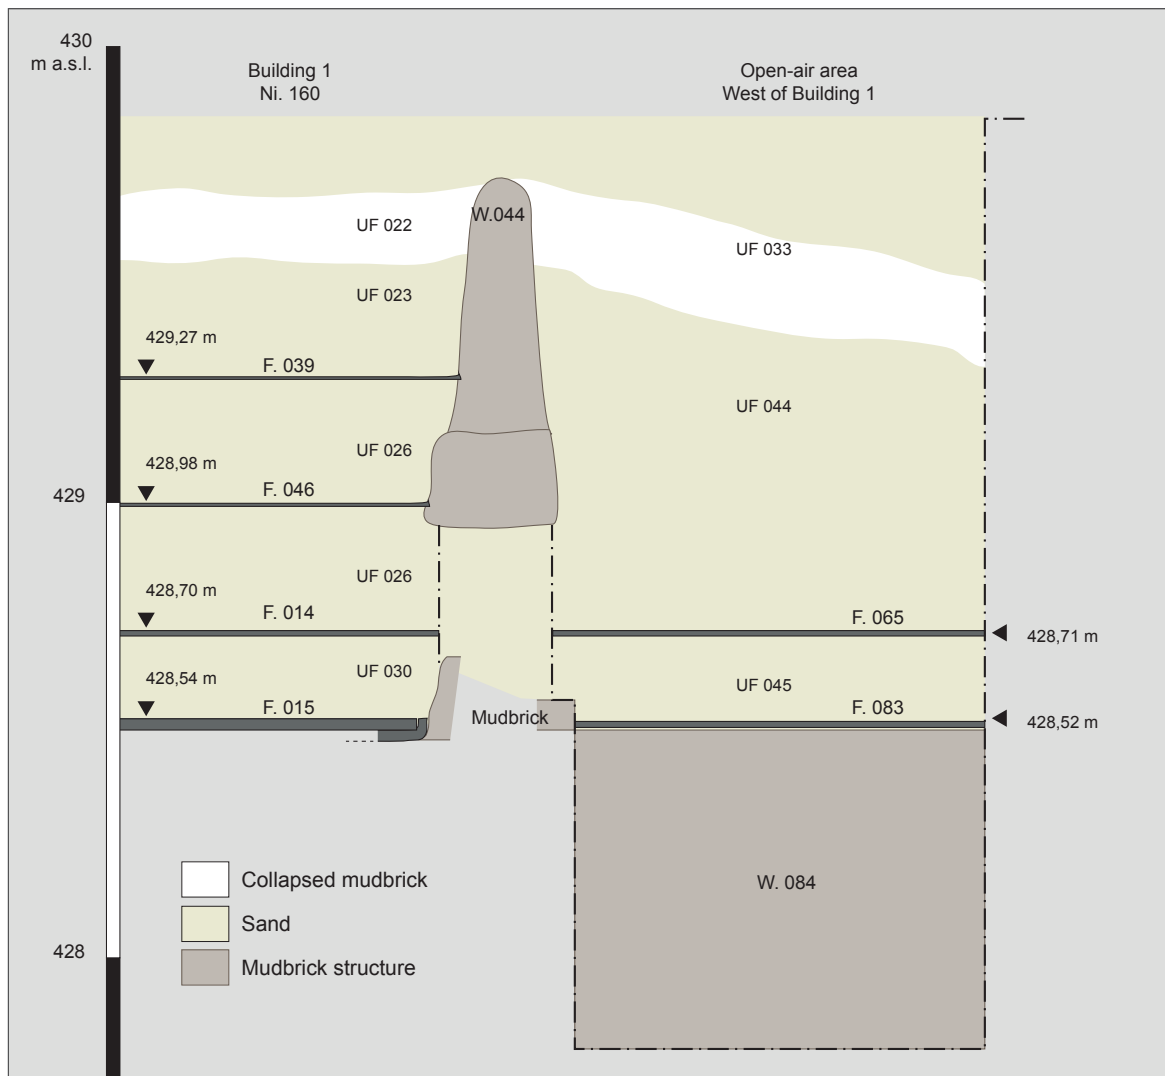 430
m a.s.l.
Building 1
Ni. 160
Open-air area
West of Building 1
W.044
UF 022
UF 033
UF 023
429,27 m
F. 039
UF 044
UF 026
428,98 m
F. 046
429
UF 026
428,70 m
F. 014
F. 065
428,71 m
UF 030
428,54 m
UF 045
F. 015
Mudbrick
F. 083
428,52 m
Collapsed mudbrick
W. 084
Sand
428
Mudbrick structure